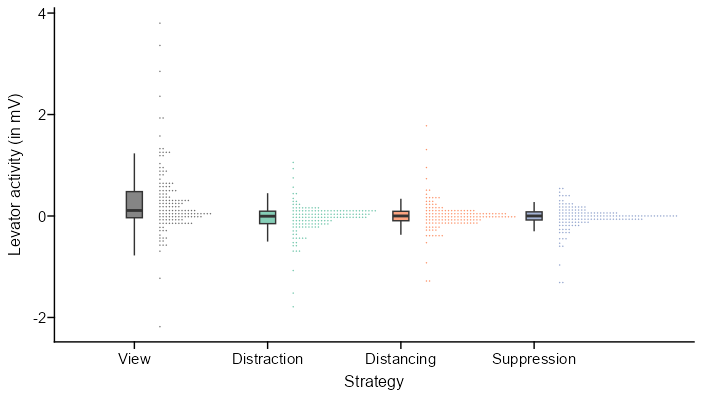 Levator activity (in mV)
4
2
0
-2
View Distraction Distancing Suppression
Strategy